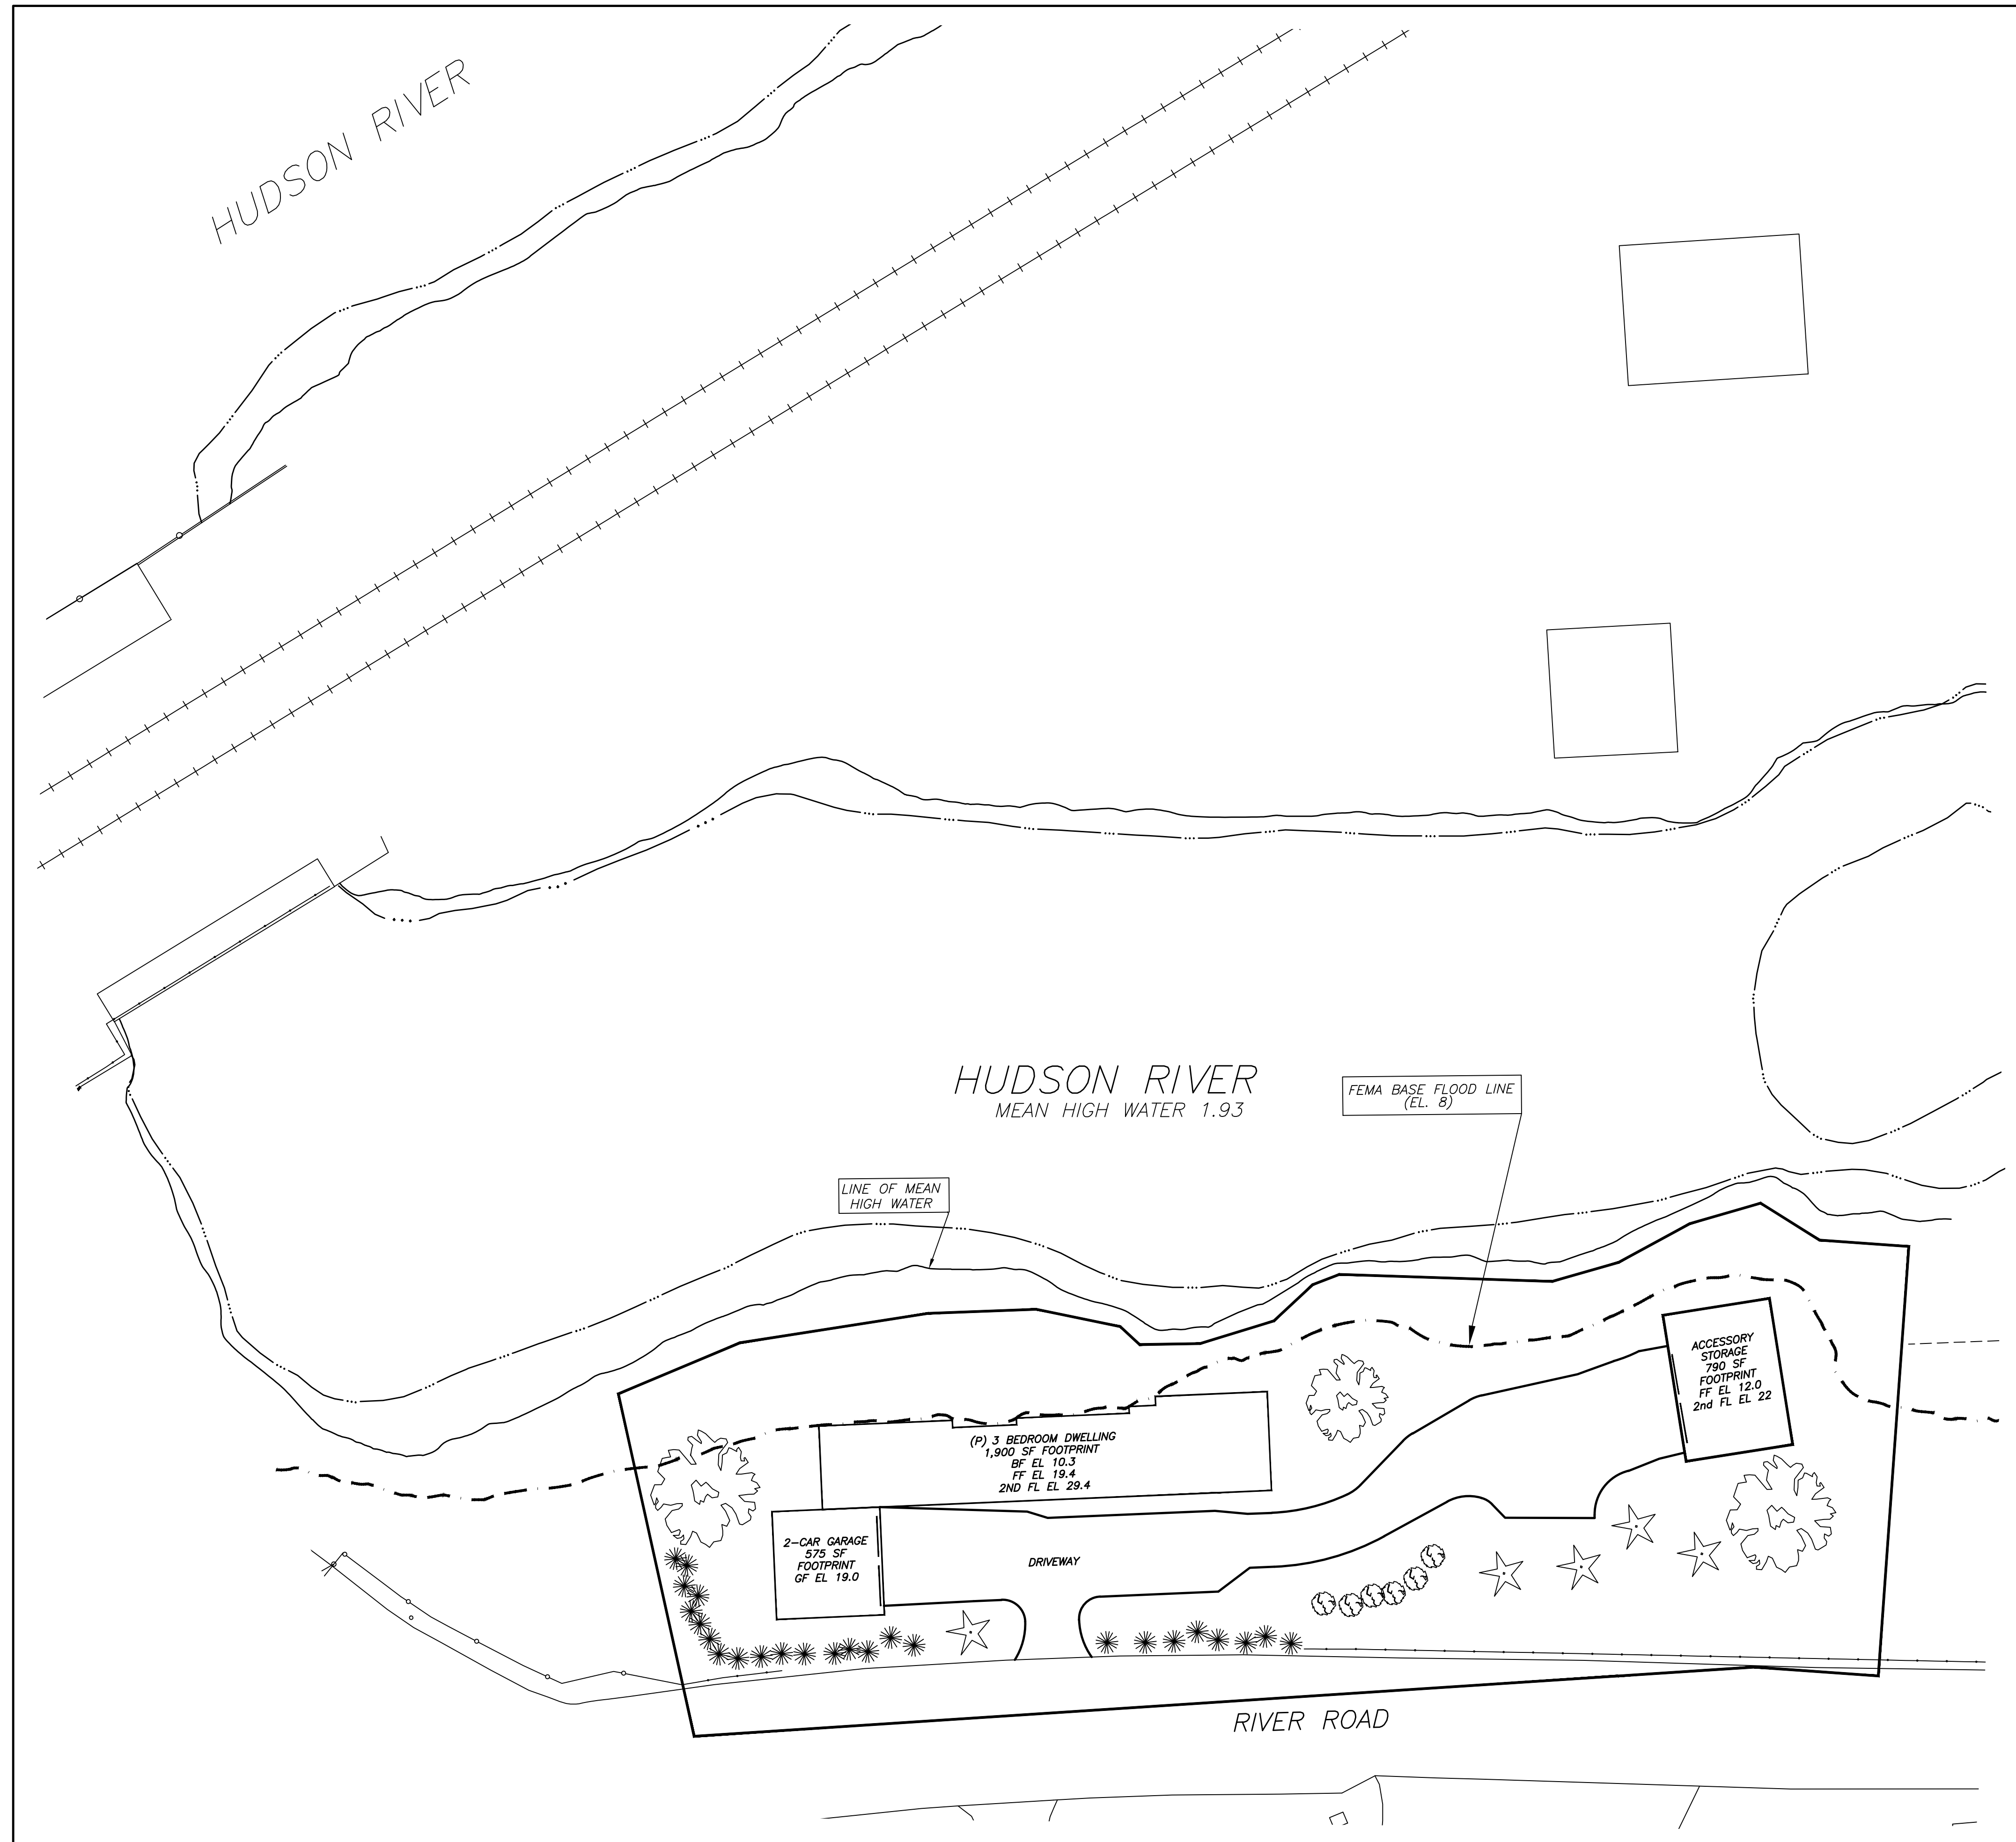 HUDSON RIVER
HUDSON RIVER
MEAN HIGH WATER 1.93
FEMA BASE FLOOD LINE
(EL. 8)
LINE OF MEAN
HIGH WATER
ACCESSORY
STORAGE
790 SF
FOOTPRINT
FF EL 12.0
2nd FL EL 22
(P) 3 BEDROOM DWELLING
1,900 SF FOOTPRINT
BF EL 10.3
FF EL 19.4
2ND FL EL 29.4
2-CAR GARAGE
575 SF
FOOTPRINT
GF EL 19.0
DRIVEWAY
RIVER ROAD